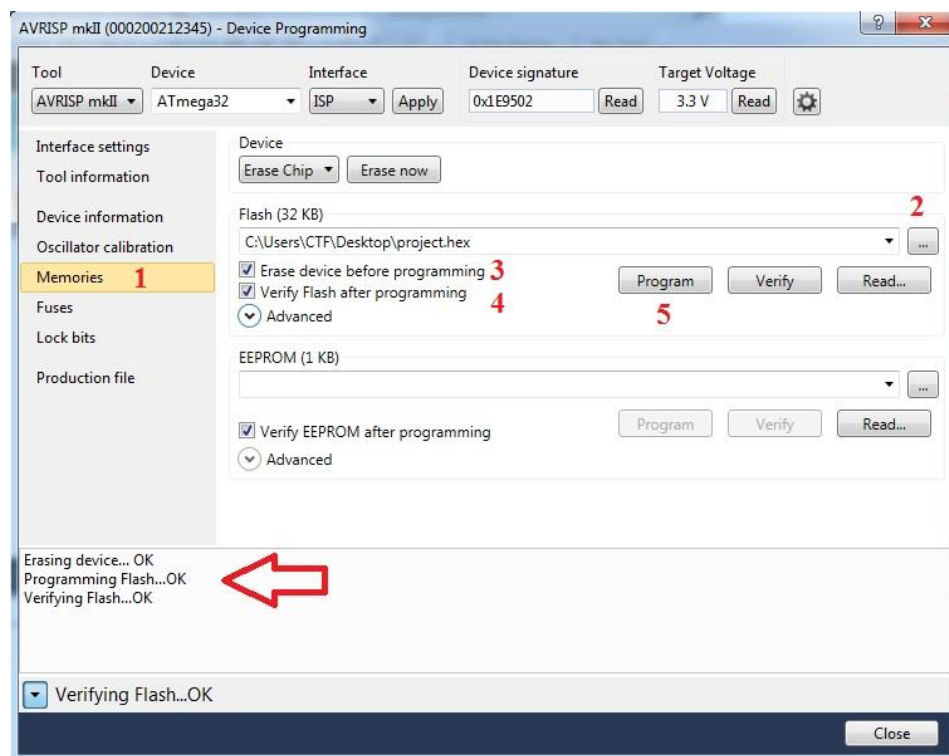 AVRISP mkII (000200212345) - Device Programming
Tool Device Interface Device signature Target Voltage
AVRISP mkII ATmega32 ISP Apply 0x1E9502 Read 3.3 V Read
Interface settings
Tool information
Device information
Oscillator calibration
Memories 1
Fuses
Lock bits
Production file
Device
Erase Chip Erase now
Flash (32 KB) 2
C:\Users\CTF\Desktop\project.hex ...
Erase device before programming 3
Verify Flash after programming 4
Program Verify Read...
5
Advanced
EEPROM (1 KB)
...
Verify EEPROM after programming Program Verify Read...
Advanced
Erasing device... OK
Programming Flash...OK
Verifying Flash...OK
Verifying Flash...OK
Close